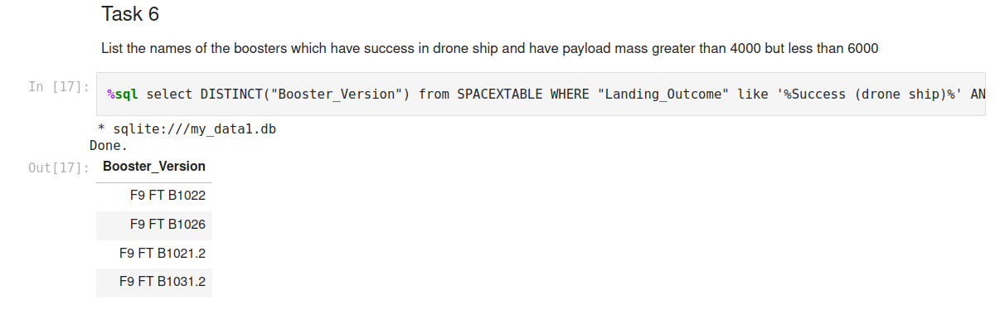 Task 6
List the names of the boosters which have success in drone ship and have payload mass greater than 4000 but less than 6000
In [17]: %sql select DISTINCT("Booster_Version") from SPACEXTABLE WHERE "Landing_Outcome" like '%Success (drone ship)%' AN
* sqlite:///my_data1.db
Done.
Out[17]: Booster_Version
F9 FT B1022
F9 FT B1026
F9 FT B1021.2
F9 FT B1031.2